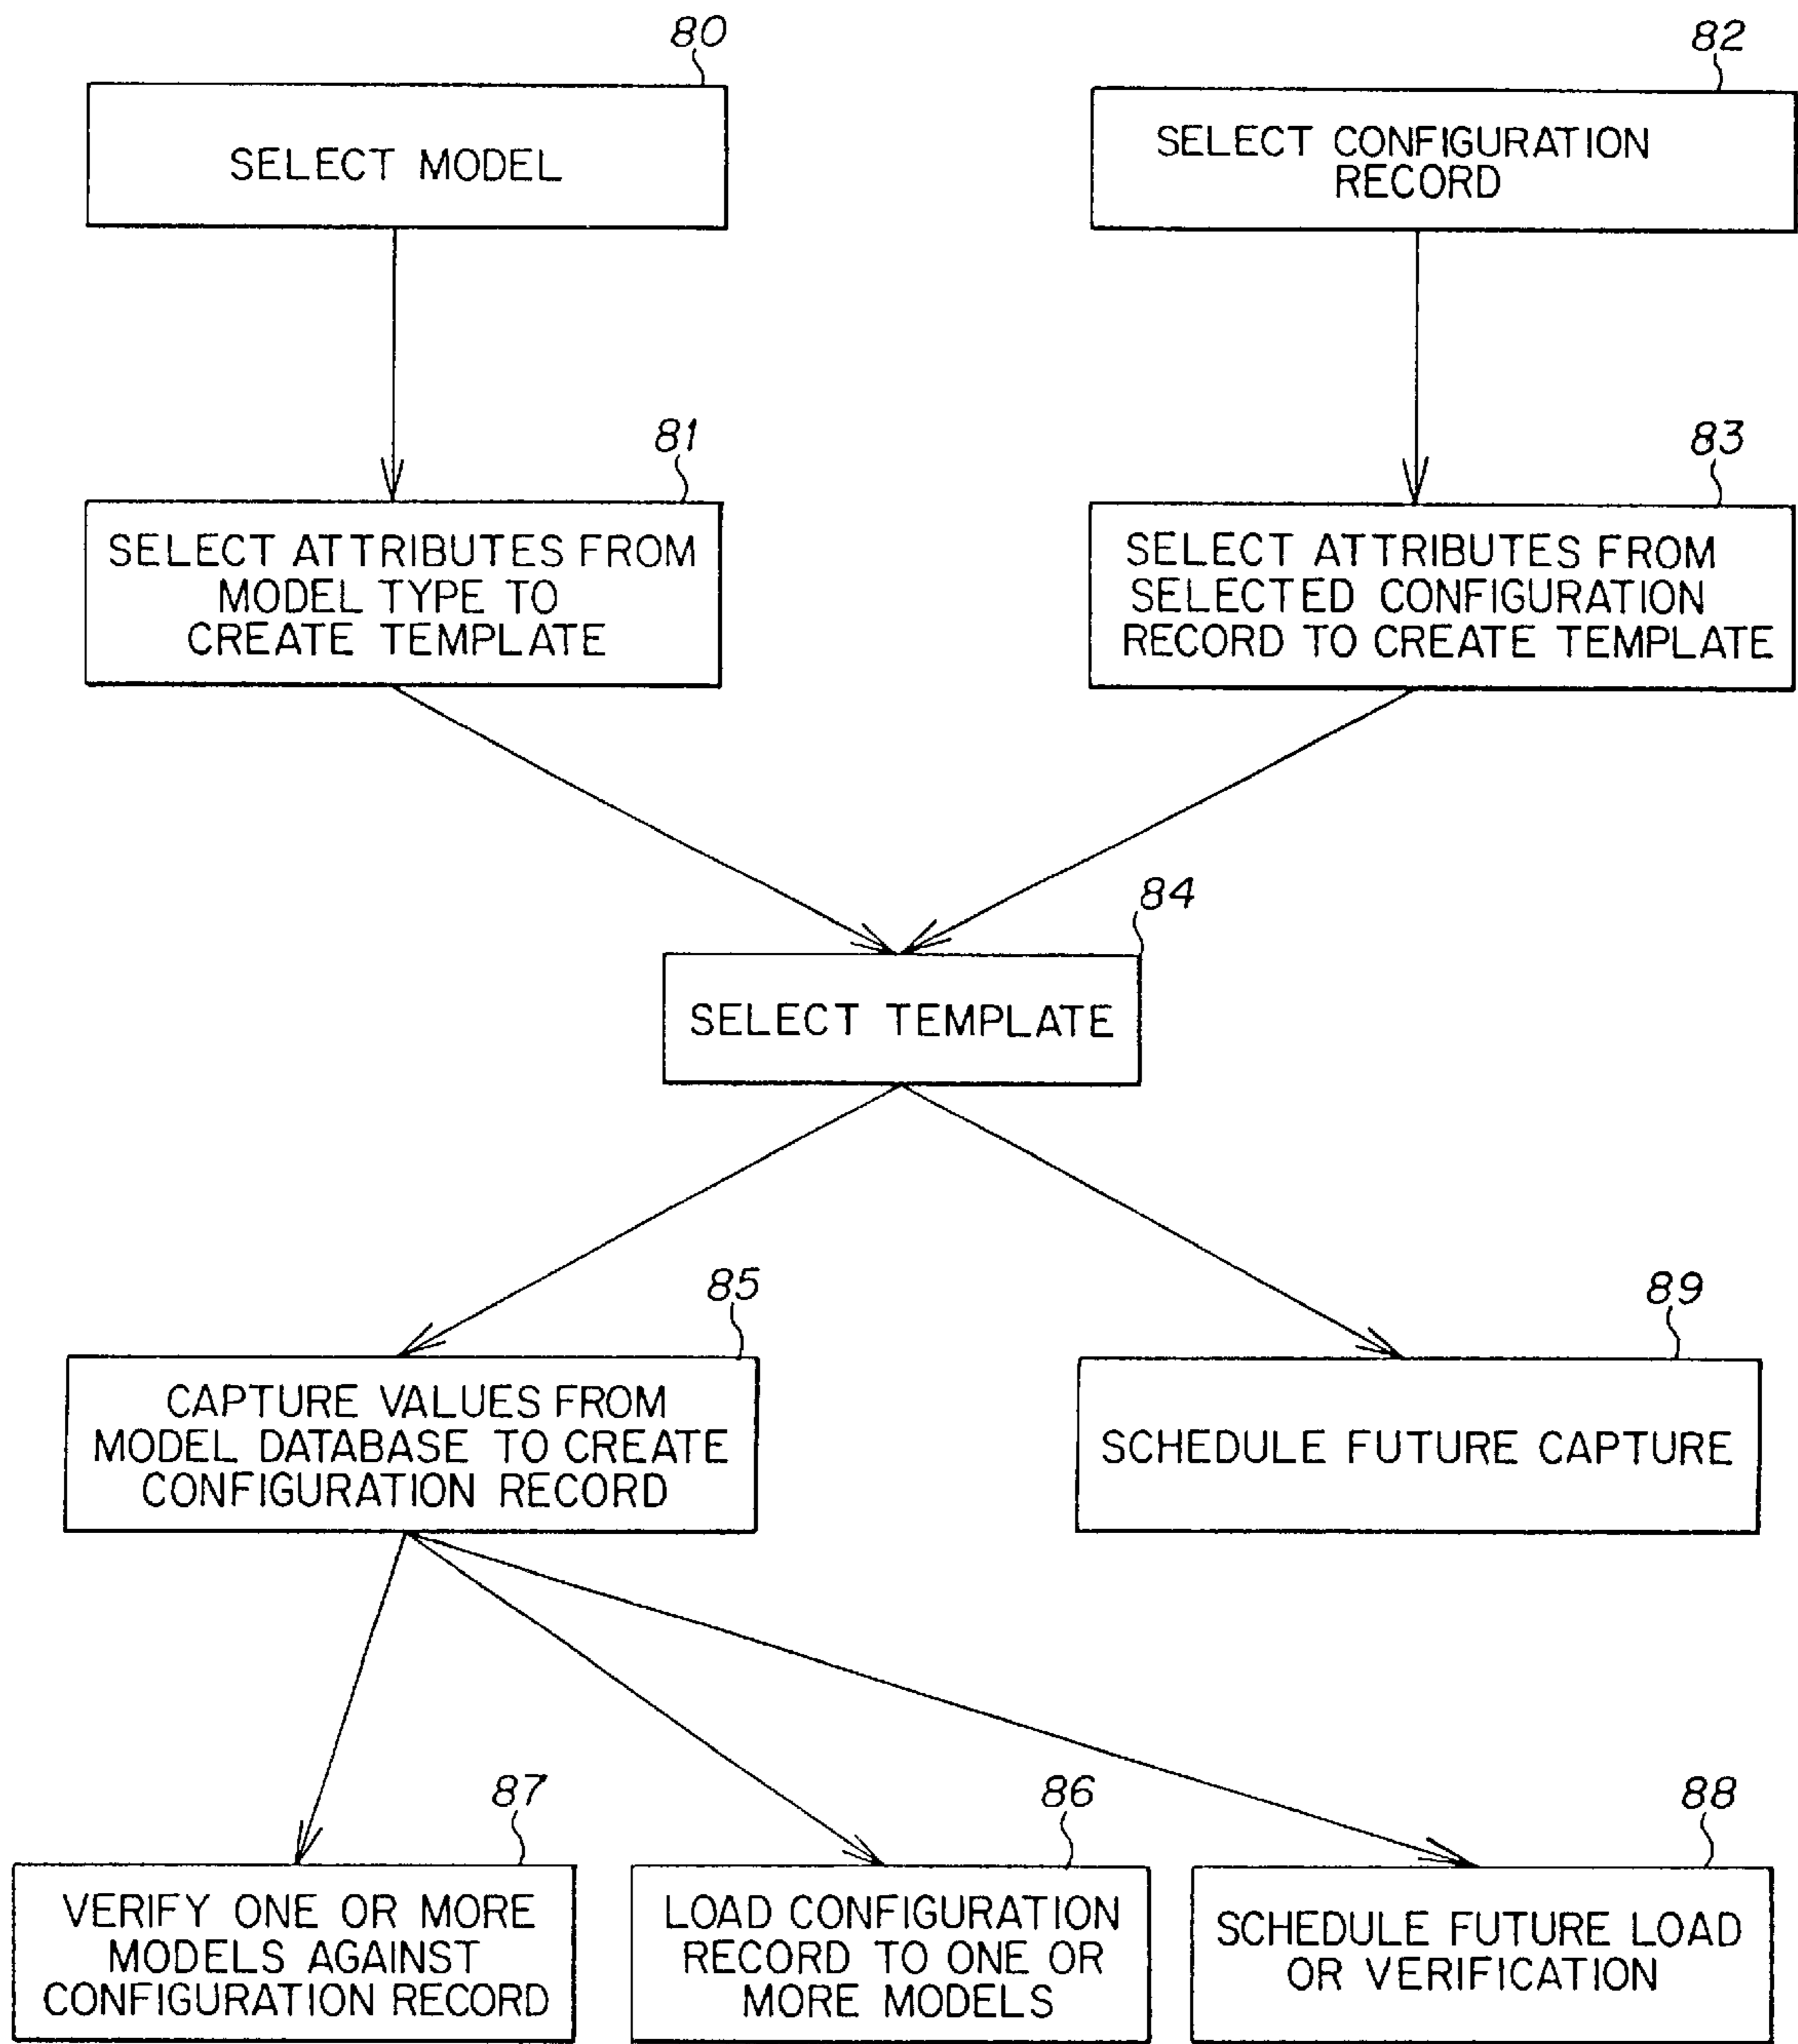 80
SELECT MODEL
82
SELECT CONFIGURATION
RECORD
81
SELECT ATTRIBUTES FROM
MODEL TYPE TO
CREATE TEMPLATE
83
SELECT ATTRIBUTES FROM
SELECTED CONFIGURATION
RECORD TO CREATE TEMPLATE
84
SELECT TEMPLATE
85
CAPTURE VALUES FROM
MODEL DATABASE TO CREATE
CONFIGURATION RECORD
89
SCHEDULE FUTURE CAPTURE
87
VERIFY ONE OR MORE
MODELS AGAINST
CONFIGURATION RECORD
86
LOAD CONFIGURATION
RECORD TO ONE OR
MORE MODELS
88
SCHEDULE FUTURE LOAD
OR VERIFICATION